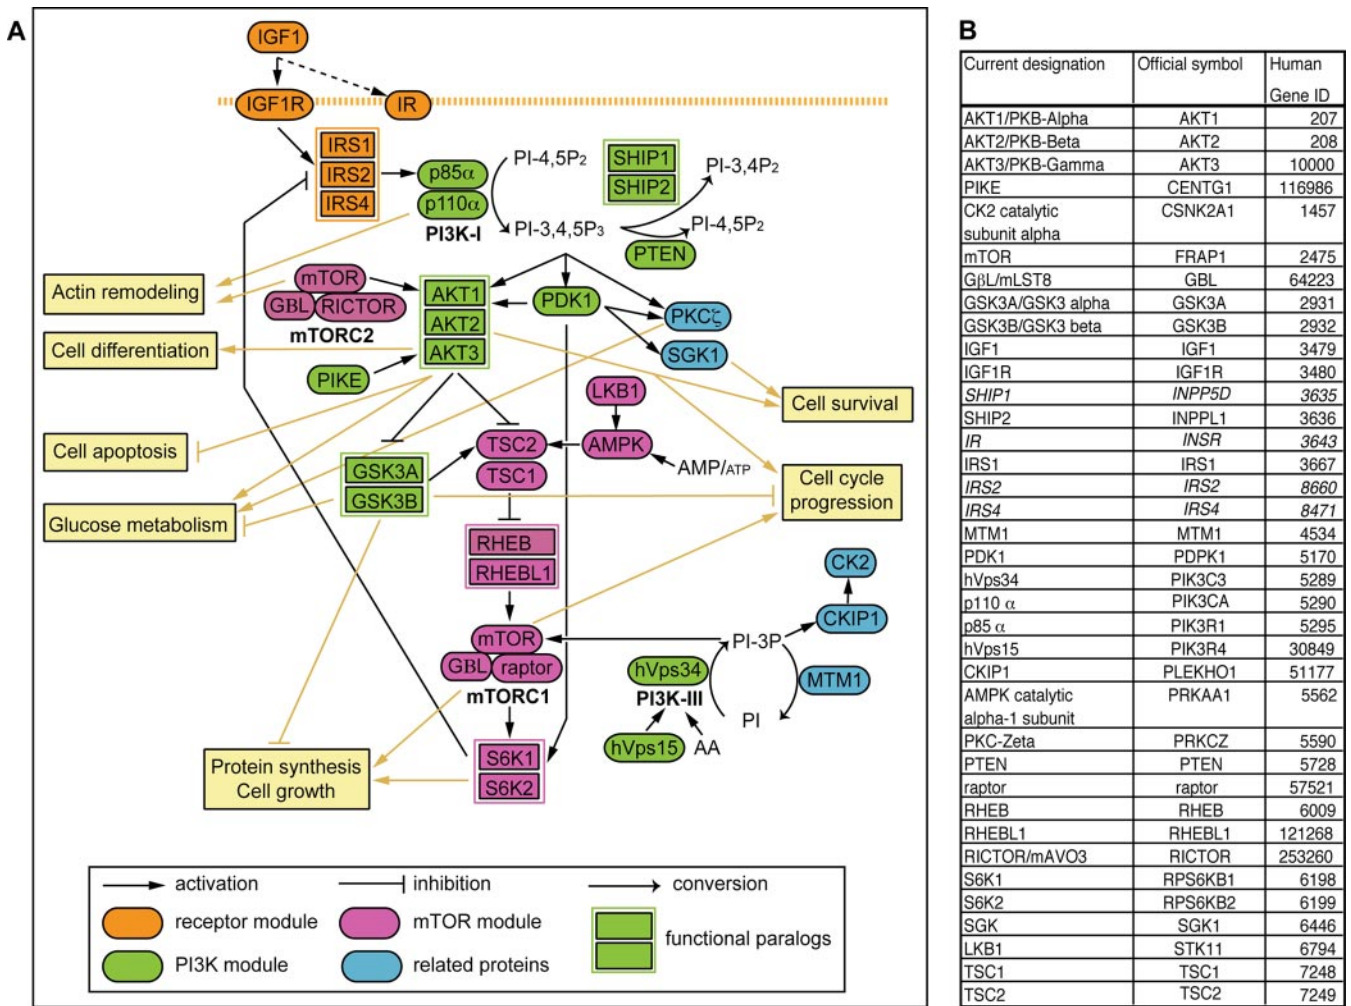 A
IGF1
IGF1R
IR
IRS1
IRS2
IRS4
p85α
p110α
PI3K-I
PI-4,5P2
PI-3,4,5P3
SHIP1
SHIP2
PI-3,4P2
PI-4,5P2
PTEN
Actin remodeling
mTOR
GBL
RICTOR
mTORC2
AKT1
AKT2
AKT3
PDK1
PKCζ
SGK1
Cell differentiation
PIKE
LKB1
Cell survival
Cell apoptosis
TSC2
TSC1
AMPK
AMP/ATP
GSK3A
GSK3B
Cell cycle
progression
Glucose metabolism
RHEB
RHEBL1
CK2
CKIP1
mTOR
GBL
raptor
mTORC1
PI-3P
hVps34
PI3K-III
MTM1
PI
hVps15
AA
Protein synthesis
Cell growth
S6K1
S6K2
activation
inhibition
conversion
receptor module
mTOR module
functional paralogs
PI3K module
related proteins
B
Current designation Official symbol Human
Gene ID
AKT1/PKB-Alpha AKT1 207
AKT2/PKB-Beta AKT2 208
AKT3/PKB-Gamma AKT3 10000
PIKE CENTG1 116986
CK2 catalytic CSNK2A1 1457
subunit alpha
mTOR FRAP1 2475
GβL/mLST8 GBL 64223
GSK3A/GSK3 alpha GSK3A 2931
GSK3B/GSK3 beta GSK3B 2932
IGF1 IGF1 3479
IGF1R IGF1R 3480
SHIP1 INPP5D 3635
SHIP2 INPPL1 3636
IR INSR 3643
IRS1 IRS1 3667
IRS2 IRS2 8660
IRS4 IRS4 8471
MTM1 MTM1 4534
PDK1 PDPK1 5170
hVps34 PIK3C3 5289
p110 α PIK3CA 5290
p85 α PIK3R1 5295
hVps15 PIK3R4 30849
CKIP1 PLEKHO1 51177
AMPK catalytic PRKAA1 5562
alpha-1 subunit
PKC-Zeta PRKCZ 5590
PTEN PTEN 5728
raptor raptor 57521
RHEB RHEB 6009
RHEBL1 RHEBL1 121268
RICTOR/mAVO3 RICTOR 253260
S6K1 RPS6KB1 6198
S6K2 RPS6KB2 6199
SGK SGK1 6446
LKB1 STK11 6794
TSC1 TSC1 7248
TSC2 TSC2 7249